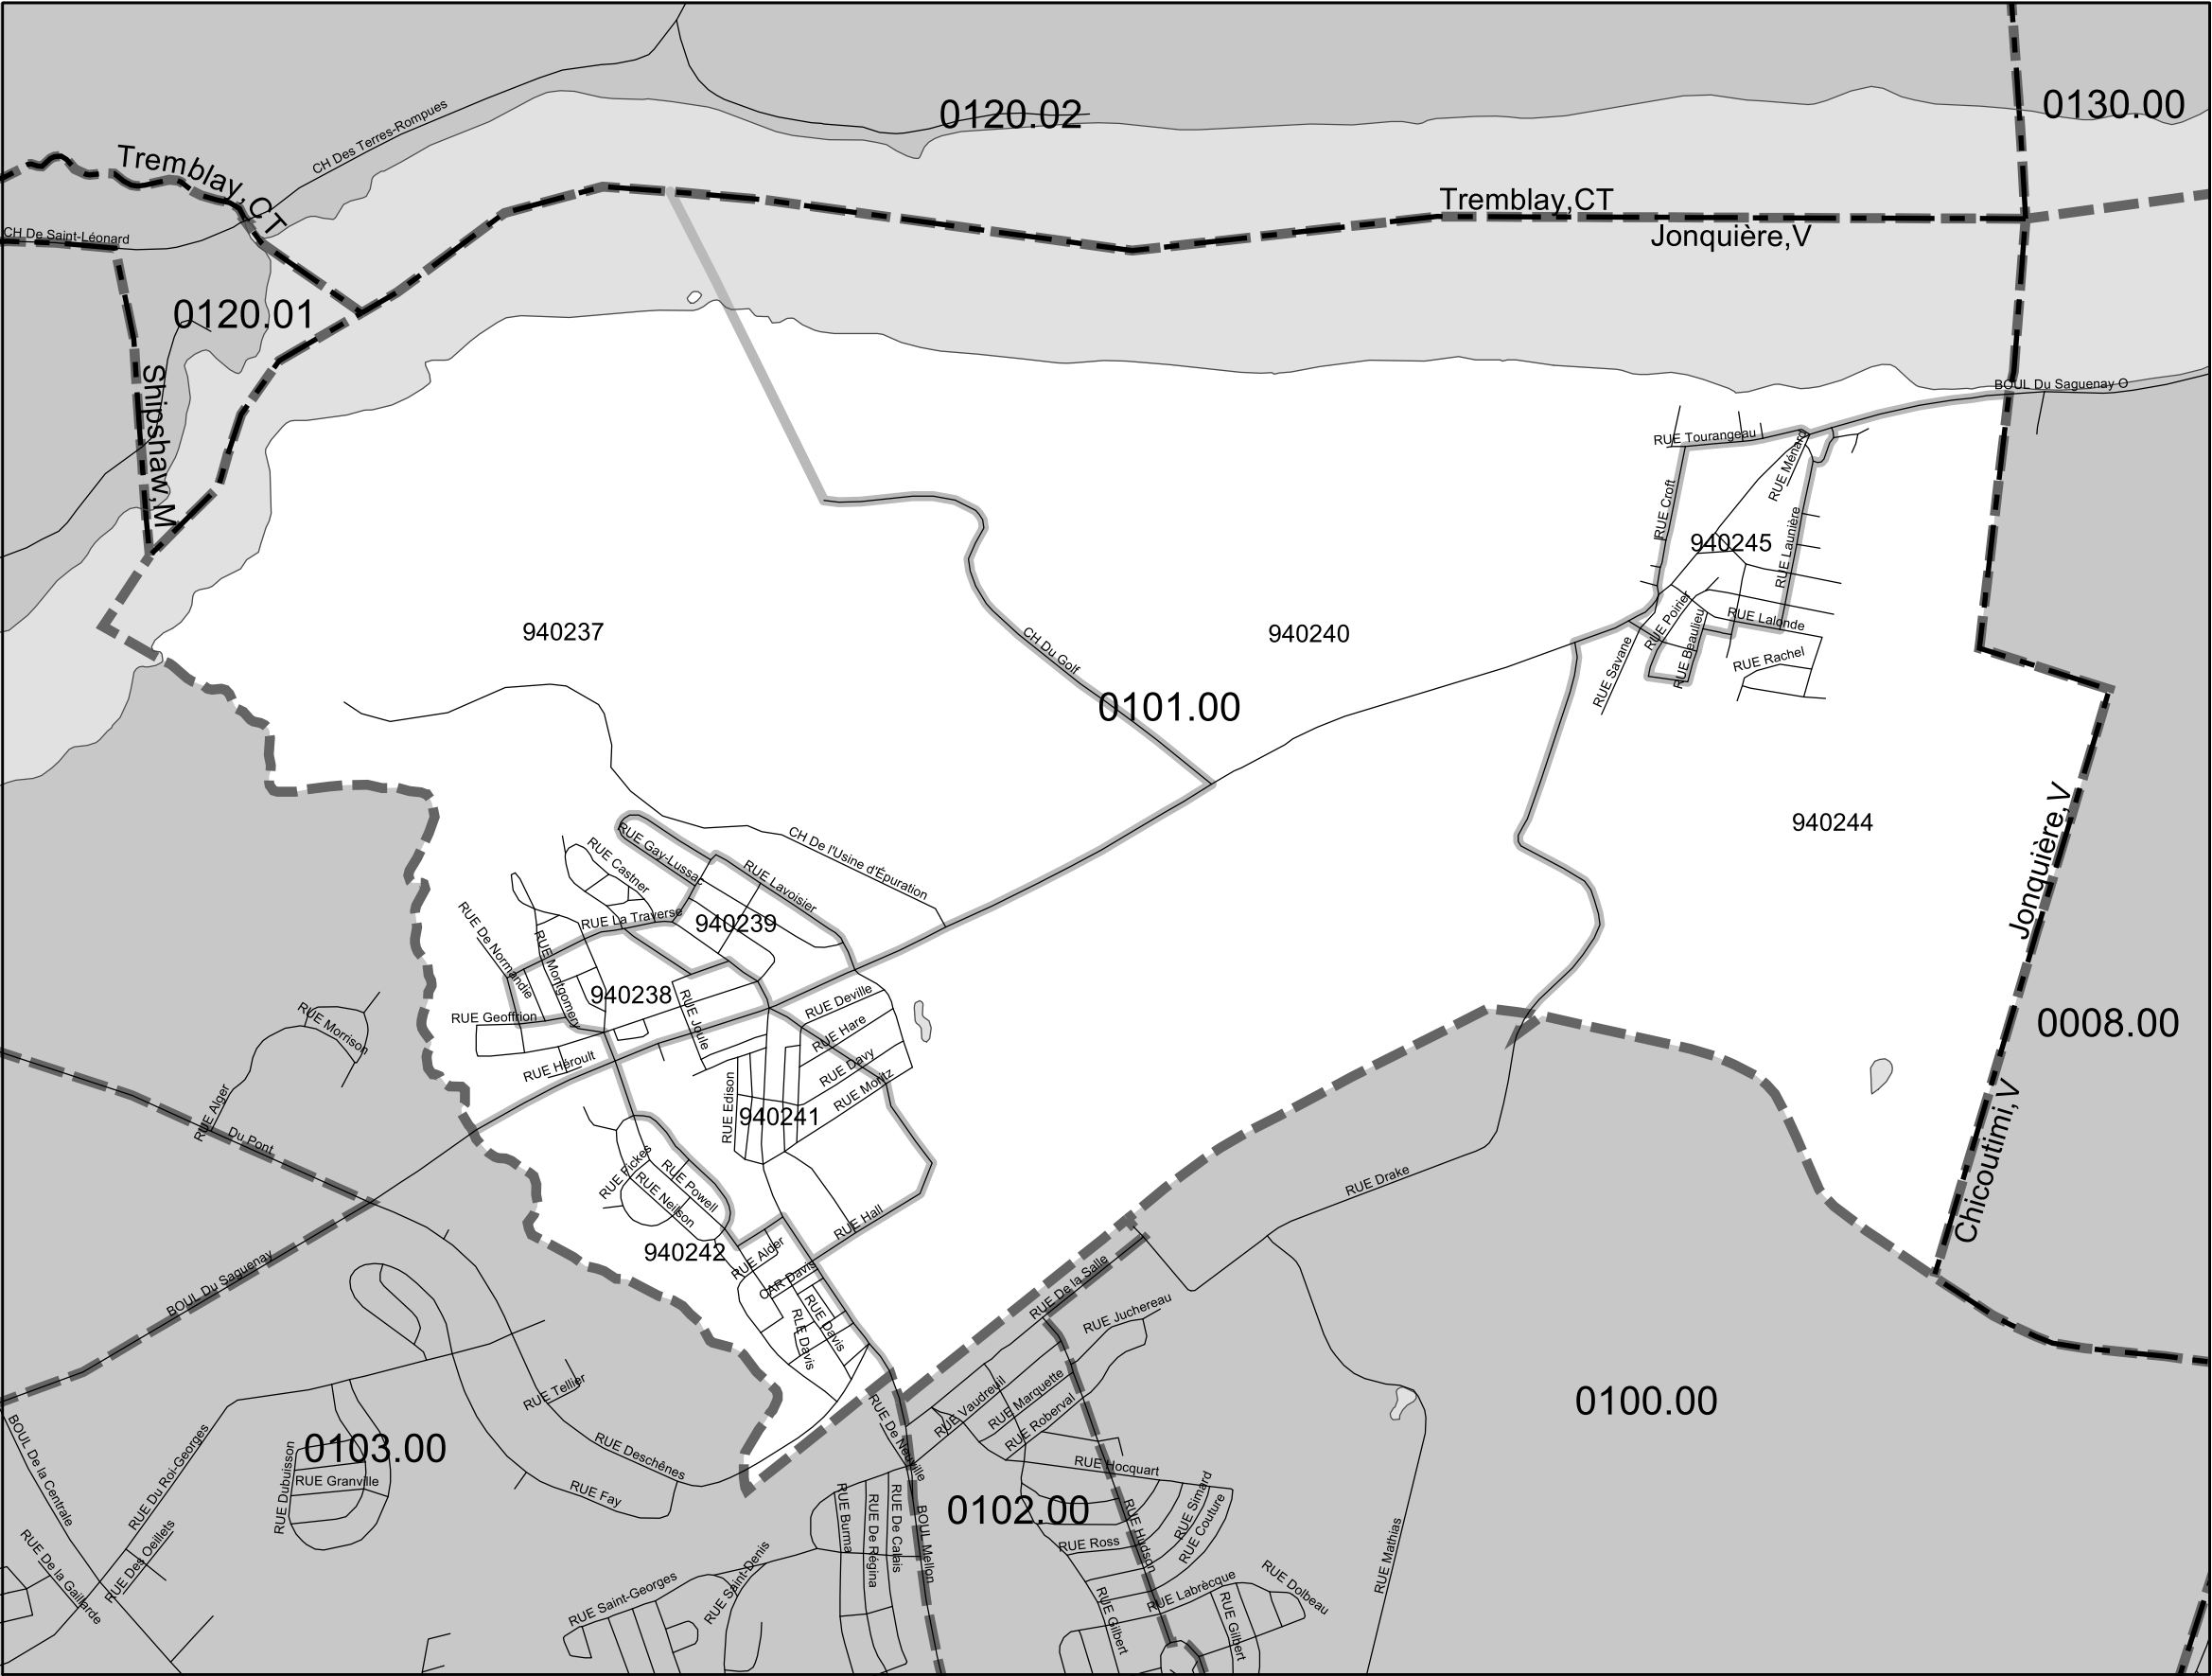 0120.02
0130.00
CH Des Terres-Rompues
Tremblay,CT
Tremblay,CT
Jonquière,V
CH De Saint-Léonard
0120.01
Shipshaw,M
BOUL Du Saguenay O
RUE Tourangeau
RUE Ménard
RUE Croft
940245
RUE Launière
940237
940240
CH Du Golf
RUE Poirier
RUE Lalonde
RUE Beaulieu
RUE Savane
RUE Rachel
0101.00
940244
Jonquière,V
RUE Gay-Lussac
CH De l'Usine d'Épuration
RUE Castner
RUE Lavoisier
RUE La Traverse
940239
RUE De Normandie
RUE Montgomery
940238
RUE Deville
RUE Geoffrion
RUE Joule
RUE Hare
RUE Morrison
RUE Héroult
RUE Davy
RUE Moritz
RUE Edison
940241
0008.00
Chicoutimi,V
RUE Alger
Du Pont
RUE Fickes
RUE Powell
RUE Neilson
RUE Drake
RUE Hall
940242
RUE Alder
CAR Davis
BOUL Du Saguenay
RUE Davis
RUE Davis
RUE De la Salle
RUE Juchereau
RUE Tellier
RUE Vaudreuil
RUE Marquette
RUE Roberval
RUE De Neuville
0100.00
BOUL De la Centrale
RUE Du Roi-Georges
0103.00
RUE Deschênes
RUE Dubuisson
RUE Granville
RUE Fay
RUE Hocquart
0102.00
RUE Burma
RUE De Régina
RUE De Calais
BOUL Mellon
RUE Hudson
RUE Simard
RUE Couture
RUE Ross
RUE Mathias
RUE De la Gaillarde
RUE Des Oeillets
RUE Saint-Georges
RUE Saint-Denis
RUE Labrècque
RUE Dolbeau
RUE Gilbert
RUE Gilbert